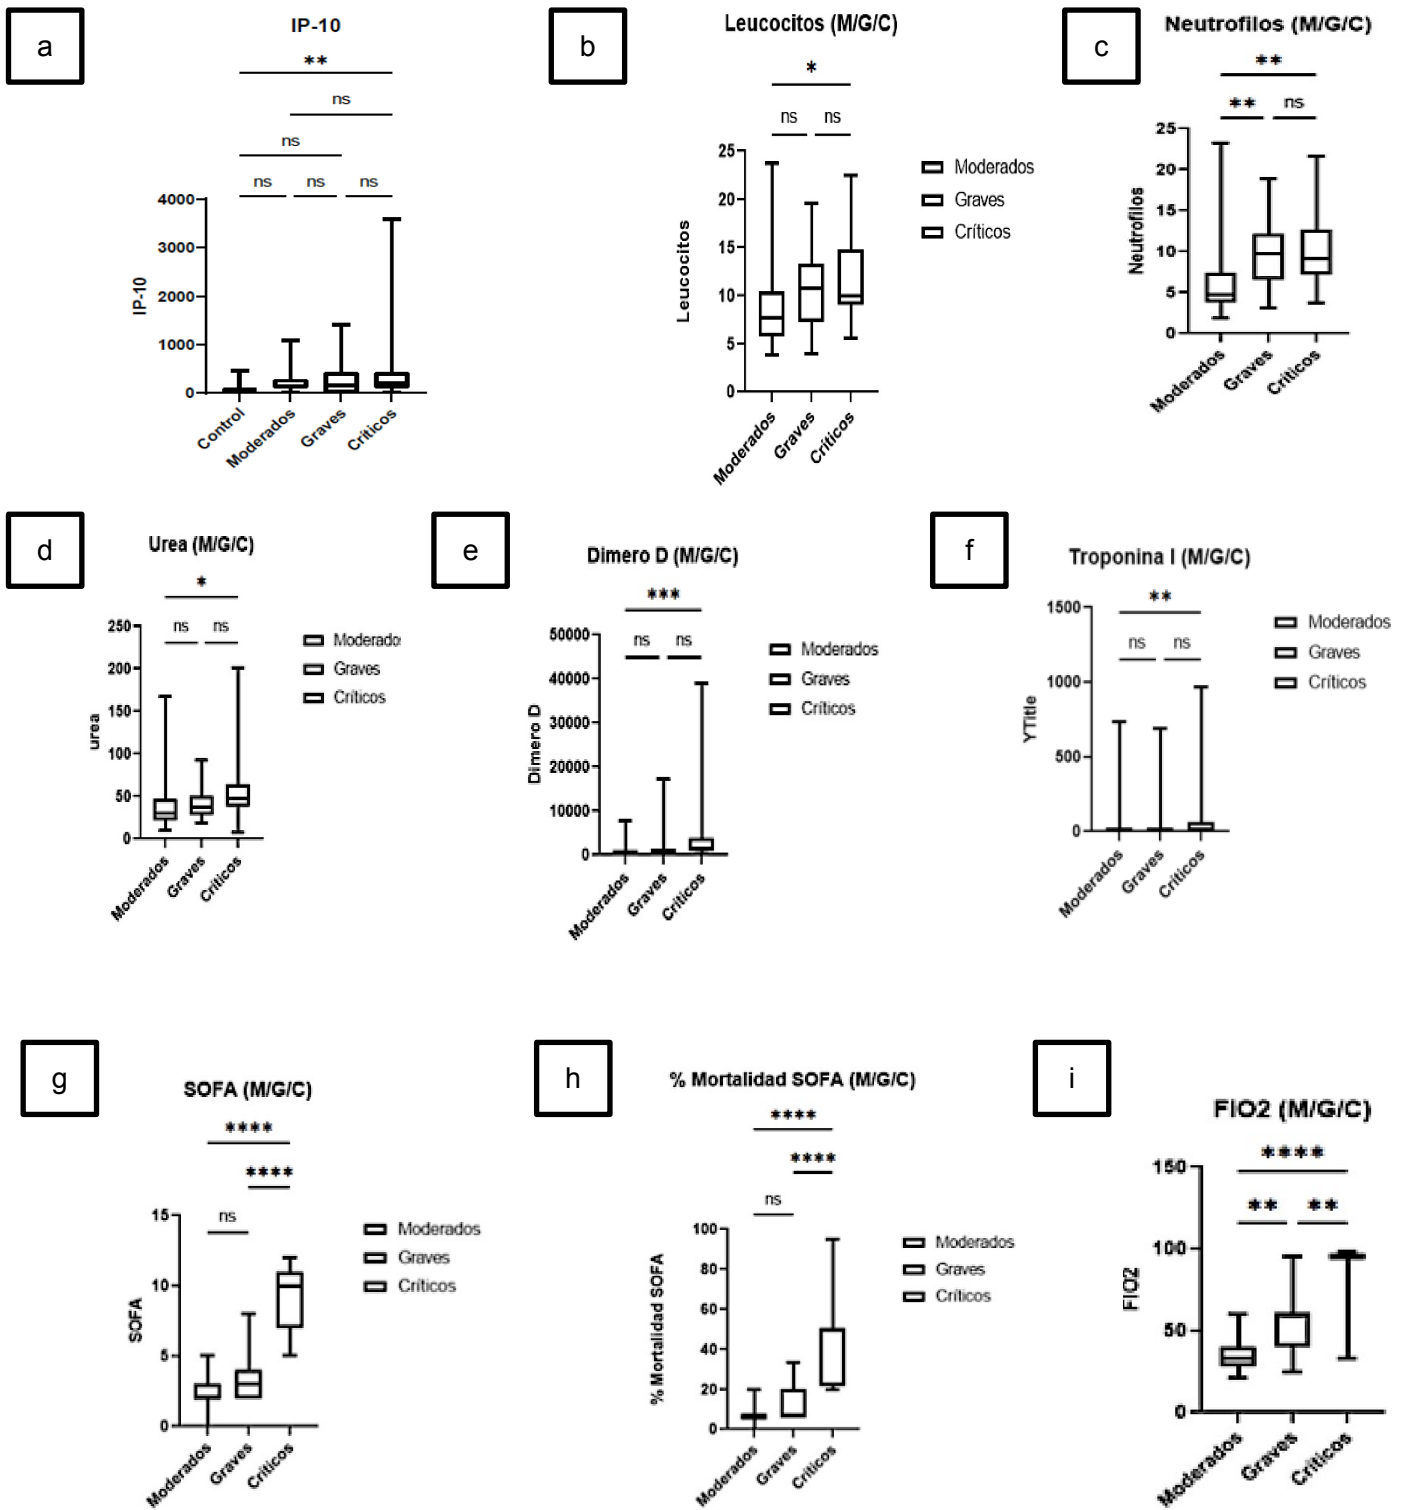 a
IP-10
**
ns
ns
ns ns ns
4000
3000
2000
1000
0
IP-10
Control
Moderados
Graves
Críticos
b
Leucocitos (M/G/C)
*
ns ns
25
20
15
10
5
0
Leucocitos
Moderados
Graves
Críticos
Moderados
Graves
Críticos
c
Neutrofilos (M/G/C)
**
** ns
25
20
15
10
5
0
Neutrofilos
Moderados
Graves
Críticos
d
Urea (M/G/C)
*
ns ns
250
200
150
100
50
0
urea
Moderados
Graves
Críticos
Moderado
Graves
Críticos
e
Dimero D (M/G/C)
***
ns ns
50000
40000
30000
20000
10000
0
Dimero D
Moderados
Graves
Críticos
Moderados
Graves
Críticos
f
Troponina I (M/G/C)
**
ns ns
1500
1000
500
0
YTitle
Moderados
Graves
Críticos
Moderados
Graves
Críticos
g
SOFA (M/G/C)
****
****
ns
15
10
5
0
SOFA
Moderados
Graves
Críticos
Moderados
Graves
Críticos
h
% Mortalidad SOFA (M/G/C)
****
****
ns
100
80
60
40
20
0
% Mortalidad SOFA
Moderados
Graves
Críticos
Moderados
Graves
Críticos
i
FIO2 (M/G/C)
****
** **
150
100
50
0
FIO2
Moderados
Graves
Críticos